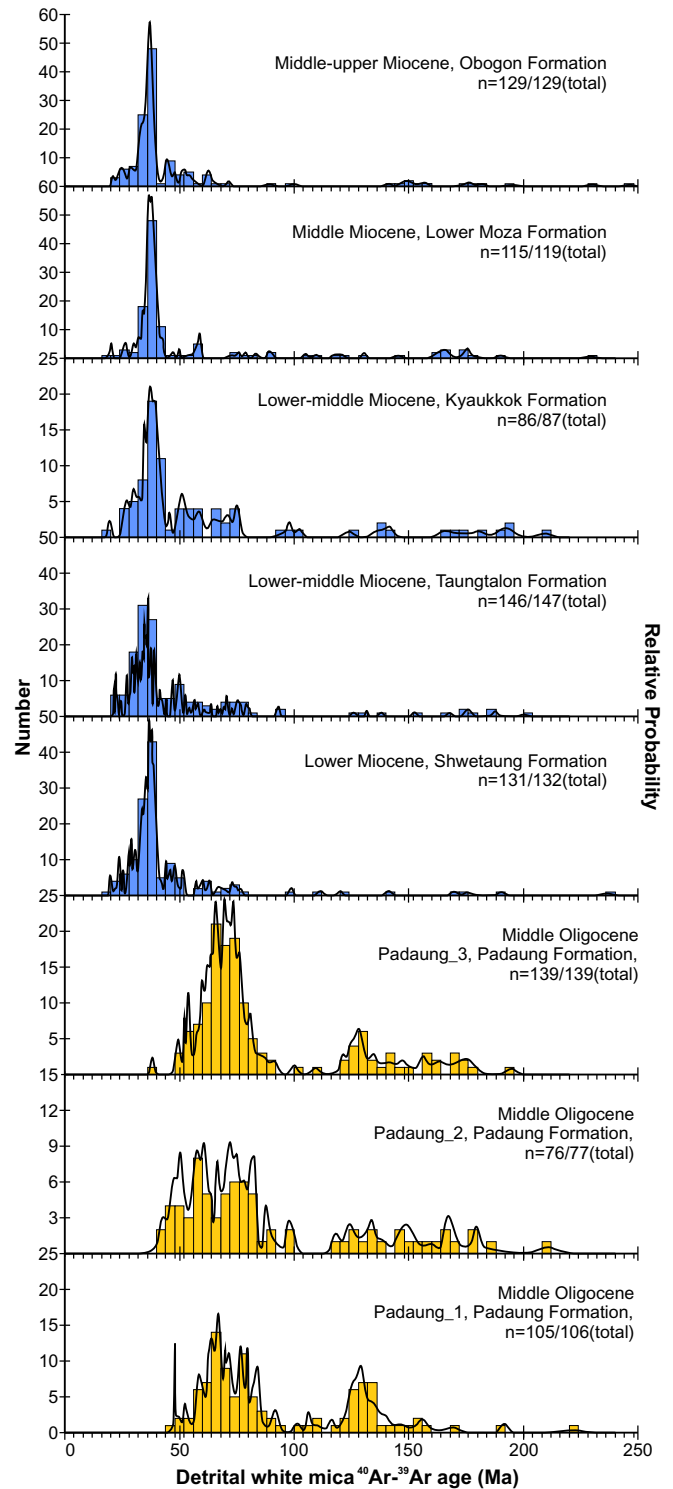 60
50
40
30
20
10
Middle-upper Miocene, Obogon Formation
n=129/129(total)
60
50
40
30
20
10
Middle Miocene, Lower Moza Formation
n=115/119(total)
25
20
15
10
5
Lower-middle Miocene, Kyaukkok Formation
n=86/87(total)
50
40
30
20
10
Lower-middle Miocene, Taungtalon Formation
n=146/147(total)
Number
Relative Probability
50
40
30
20
10
Lower Miocene, Shwetaung Formation
n=131/132(total)
25
20
15
10
5
Middle Oligocene
Padaung_3, Padaung Formation,
n=139/139(total)
15
12
9
6
3
Middle Oligocene
Padaung_2, Padaung Formation,
n=76/77(total)
25
20
15
10
5
0
Middle Oligocene
Padaung_1, Padaung Formation,
n=105/106(total)
0 50 100 150 200 250
Detrital white mica ⁴⁰Ar-³⁹Ar age (Ma)